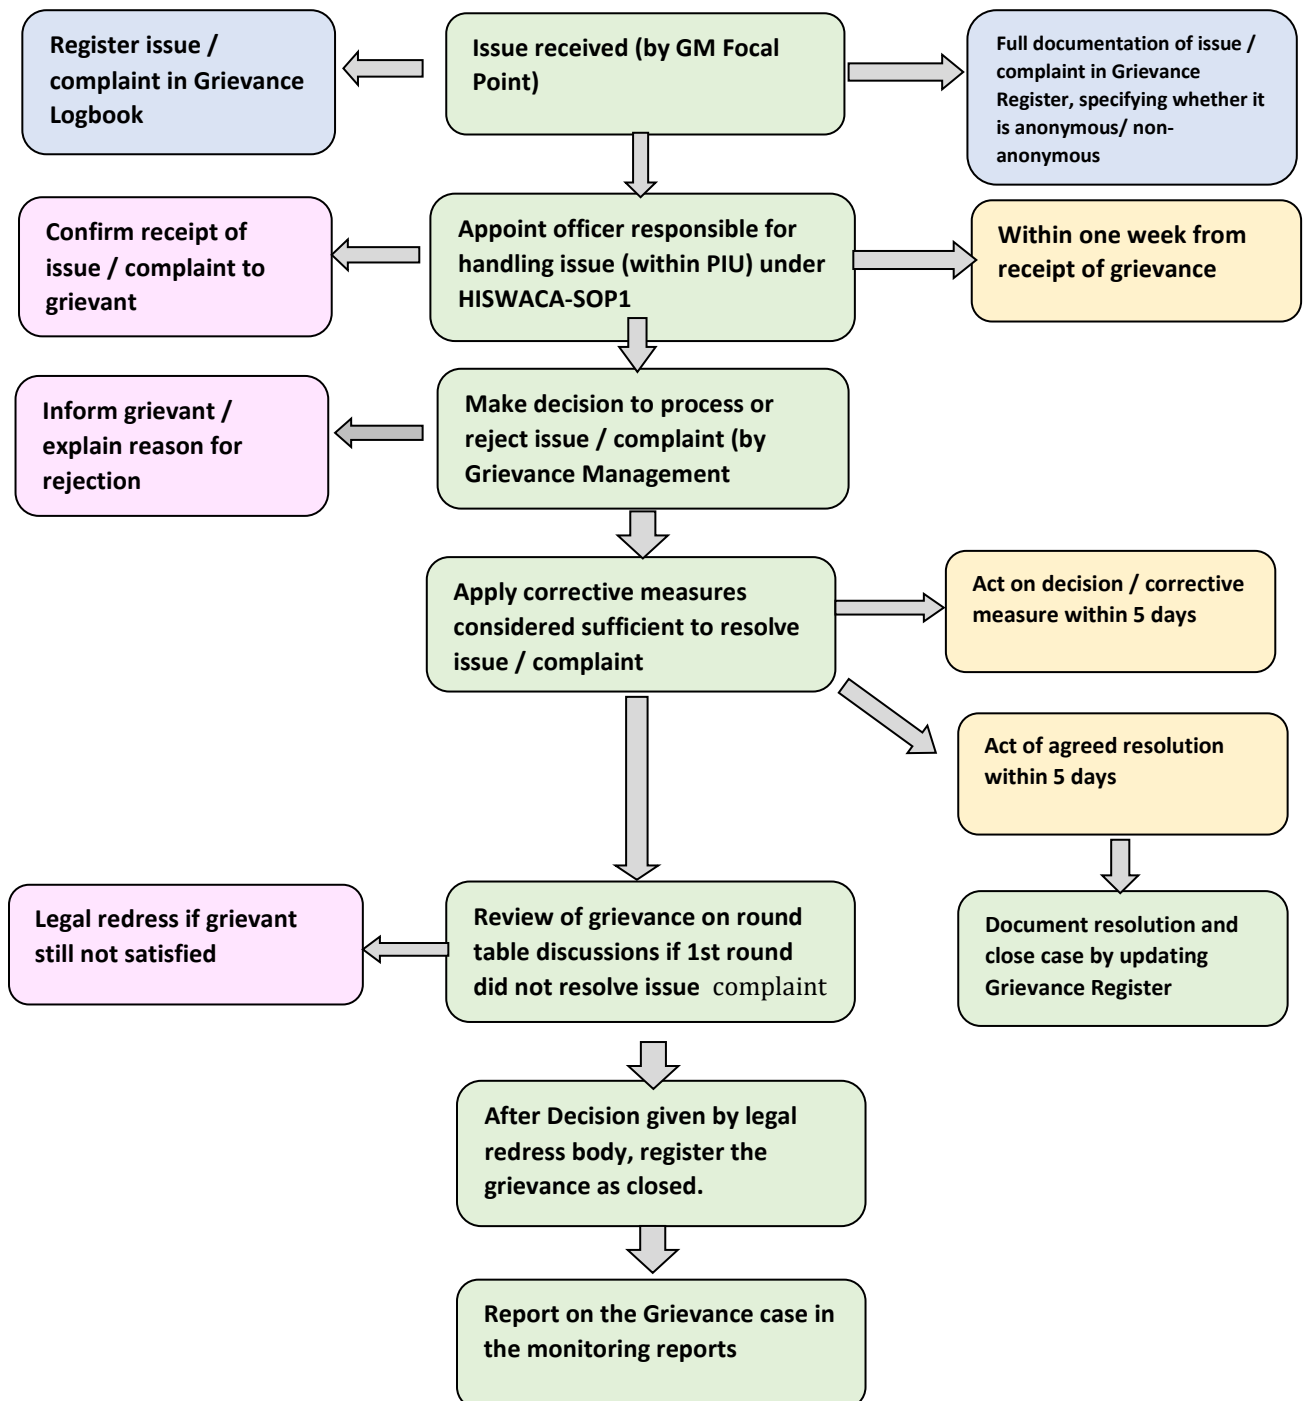 Register issue /
complaint in Grievance
Logbook
Issue received (by GM Focal
Point)
Full documentation of issue /
complaint in Grievance
Register, specifying whether it
is anonymous/ non-
anonymous
Confirm receipt of
issue / complaint to
grievant
Appoint officer responsible for
handling issue (within PIU) under
HISWACA-SOP1
Within one week from
receipt of grievance
Inform grievant /
explain reason for
rejection
Make decision to process or
reject issue / complaint (by
Grievance Management
Apply corrective measures
considered sufficient to resolve
issue / complaint
Act on decision / corrective
measure within 5 days
Act of agreed resolution
within 5 days
Legal redress if grievant
still not satisfied
Review of grievance on round
table discussions if 1st round
did not resolve issue complaint
Document resolution and
close case by updating
Grievance Register
After Decision given by legal
redress body, register the
grievance as closed.
Report on the Grievance case in
the monitoring reports